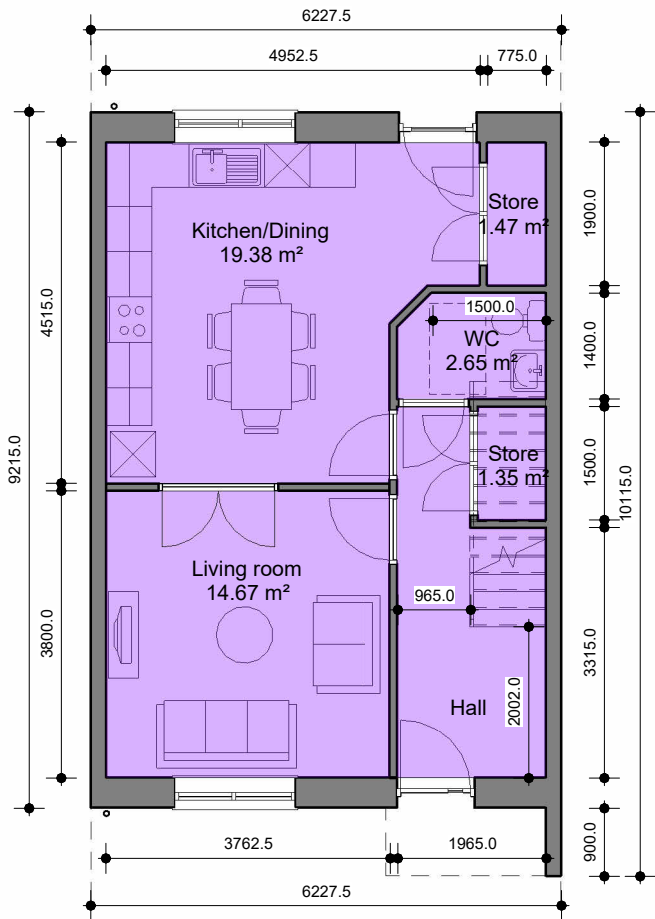 6227.5
4952.5
775.0
Kitchen/Dining
19.38 m²
Store
1.47 m²
1900.0
4515.0
1500.0
WC
2.65 m²
1400.0
9215.0
Store
1.35 m²
1500.0
10115.0
Living room
14.67 m²
965.0
3800.0
Hall
2002.0
3315.0
3762.5
1965.0
900.0
6227.5